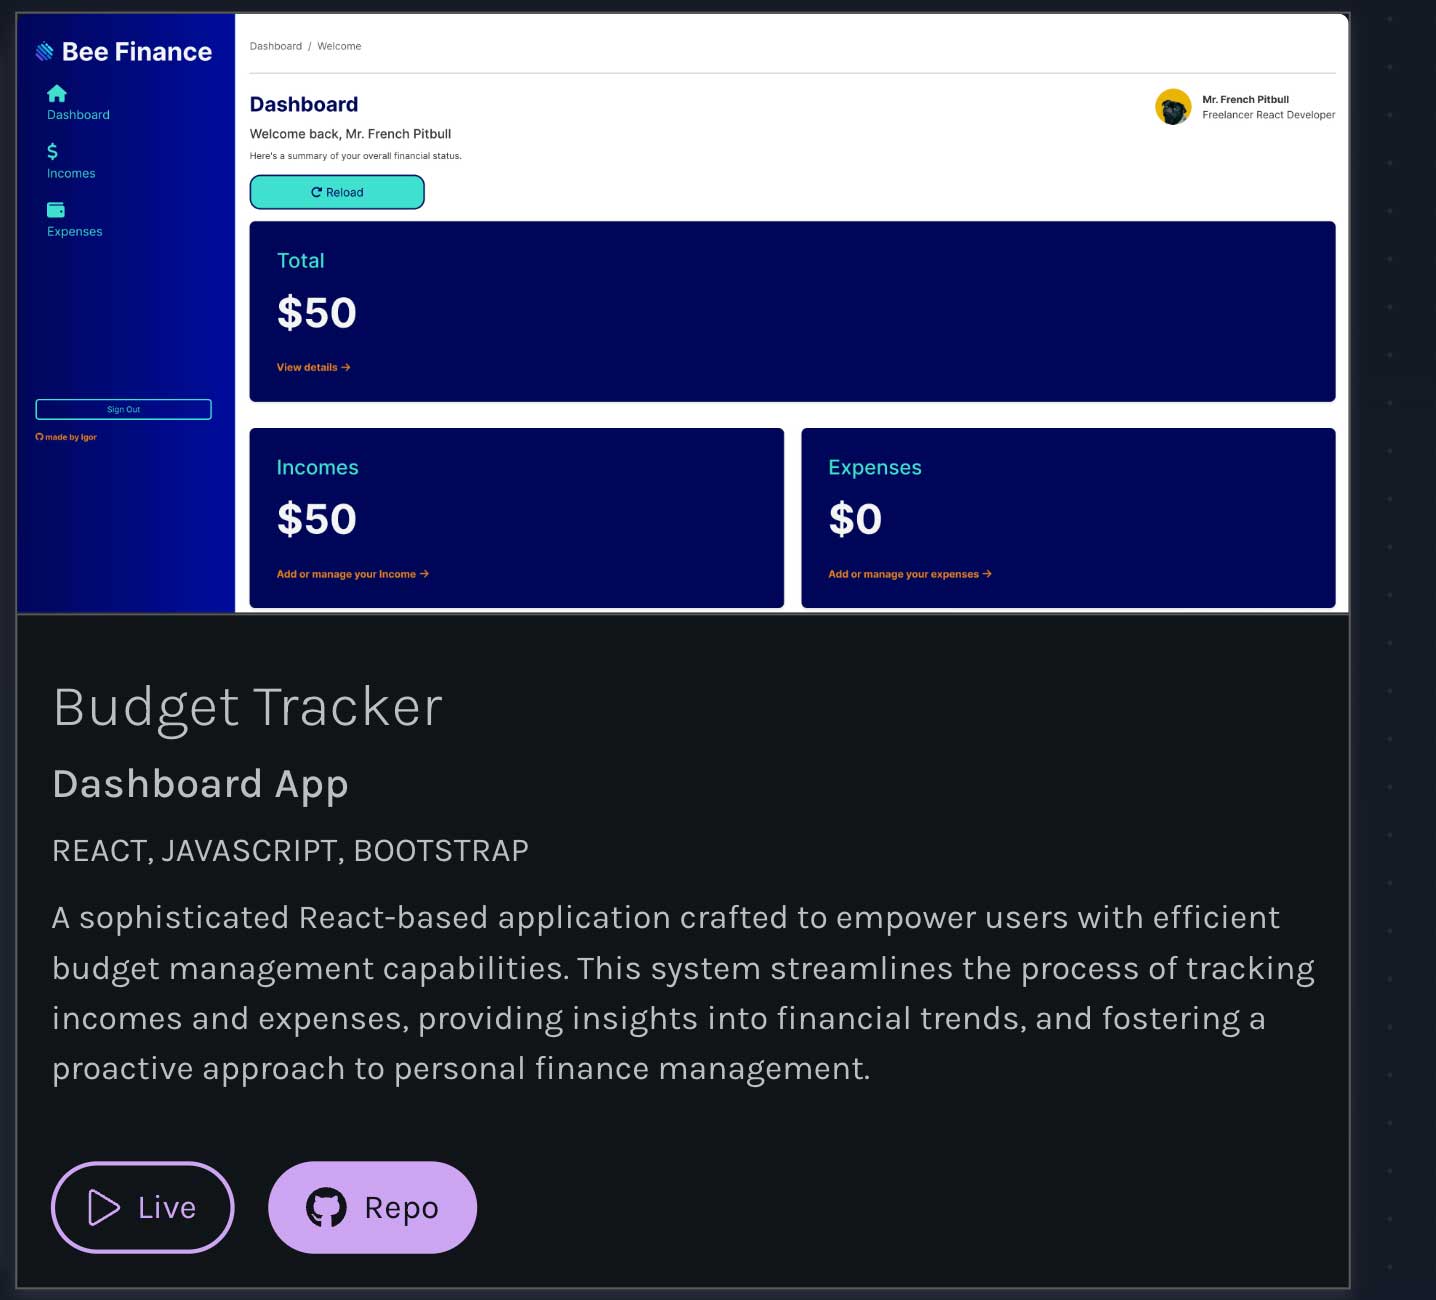 Bee Finance
Dashboard
Incomes
Expenses
Sign Out
made by Igor
Dashboard / Welcome
Dashboard
Welcome back, Mr. French Pitbull
Here's a summary of your overall financial status.
Mr. French Pitbull
Freelancer React Developer
Reload
Total
$50
View details →
Incomes
$50
Add or manage your Income →
Expenses
$0
Add or manage your expenses →
Budget Tracker
Dashboard App
REACT, JAVASCRIPT, BOOTSTRAP
A sophisticated React-based application crafted to empower users with efficient
budget management capabilities. This system streamlines the process of tracking
incomes and expenses, providing insights into financial trends, and fostering a
proactive approach to personal finance management.
Live
Repo